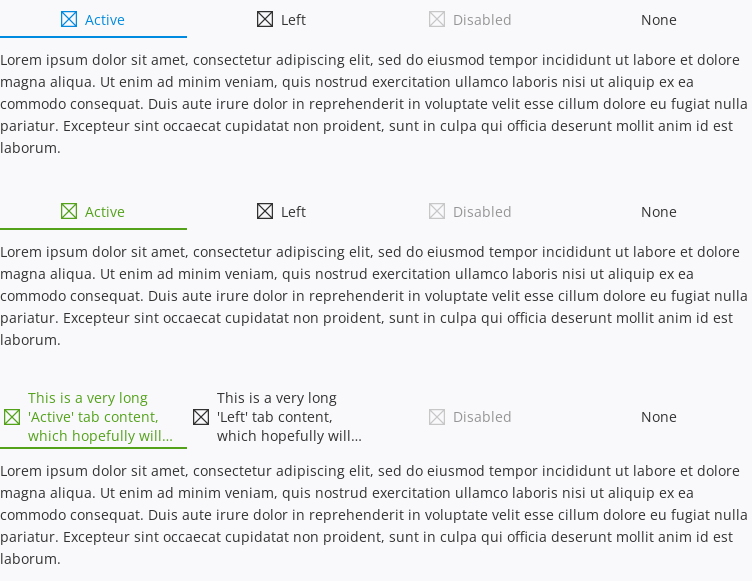 Active Left Disabled None
Lorem ipsum dolor sit amet, consectetur adipiscing elit, sed do eiusmod tempor incididunt ut labore et dolore
magna aliqua. Ut enim ad minim veniam, quis nostrud exercitation ullamco laboris nisi ut aliquip ex ea
commodo consequat. Duis aute irure dolor in reprehenderit in voluptate velit esse cillum dolore eu fugiat nulla
pariatur. Excepteur sint occaecat cupidatat non proident, sunt in culpa qui officia deserunt mollit anim id est
laborum.
Active Left Disabled None
Lorem ipsum dolor sit amet, consectetur adipiscing elit, sed do eiusmod tempor incididunt ut labore et dolore
magna aliqua. Ut enim ad minim veniam, quis nostrud exercitation ullamco laboris nisi ut aliquip ex ea
commodo consequat. Duis aute irure dolor in reprehenderit in voluptate velit esse cillum dolore eu fugiat nulla
pariatur. Excepteur sint occaecat cupidatat non proident, sunt in culpa qui officia deserunt mollit anim id est
laborum.
This is a very long
'Active' tab content,
which hopefully will...
This is a very long
'Left' tab content,
which hopefully will...
Disabled
None
Lorem ipsum dolor sit amet, consectetur adipiscing elit, sed do eiusmod tempor incididunt ut labore et dolore
magna aliqua. Ut enim ad minim veniam, quis nostrud exercitation ullamco laboris nisi ut aliquip ex ea
commodo consequat. Duis aute irure dolor in reprehenderit in voluptate velit esse cillum dolore eu fugiat nulla
pariatur. Excepteur sint occaecat cupidatat non proident, sunt in culpa qui officia deserunt mollit anim id est
laborum.